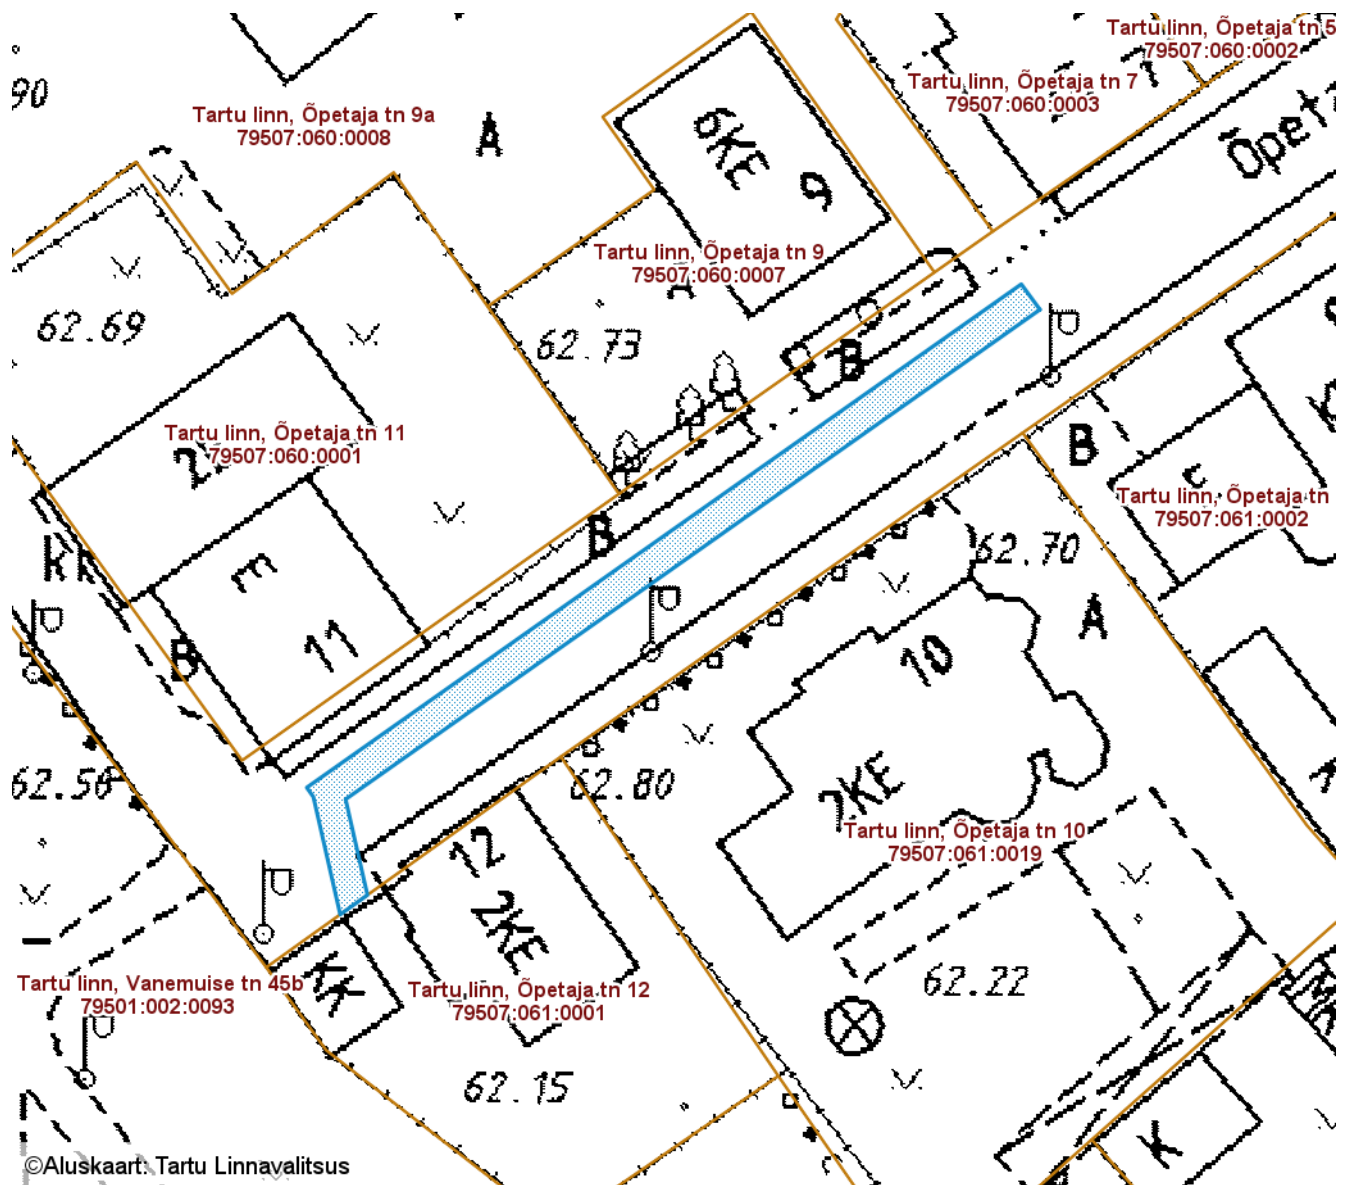 Tartu linn, Õpetaja tn 5
79507:060:0002
Tartu linn, Õpetaja tn 7
79507:060:0003
90
Tartu linn, Õpetaja tn 9a
79507:060:0008
A
6KE
9
Õpet
Tartu linn, Õpetaja tn 9
79507:060:0007
62.69
62.73
B
Tartu linn, Õpetaja tn 11
79507:060:0001
B
Tartu linn, Õpetaja tn
79507:061:0002
B
62.70
kk
E
11
B
A
10
62.56
62.80
7KE
Tartu linn, Õpetaja tn 10
79507:061:0019
12
2KE
KK
62.22
Tartu linn, Vanemuise tn 45b
79501:002:0093
Tartu linn, Õpetaja tn 12
79507:061:0001
62.15
K
©Aluskaart: Tartu Linnavalitsus